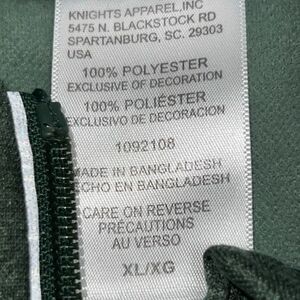 KNIGHTS APPAREL.INC
5475 N. BLACKSTOCK RD
SPARTANBURG, SC. 29303
USA
100% POLYESTER
EXCLUSIVE OF DECORATION
100% POLIÉSTER
EXCLUSIVO DE DECORACION
1092108
MADE IN BANGLADESH
ECHO EN BANGLADESH
CARE ON REVERSE
PRÉCAUTIONS
AU VERSO
XL/XG